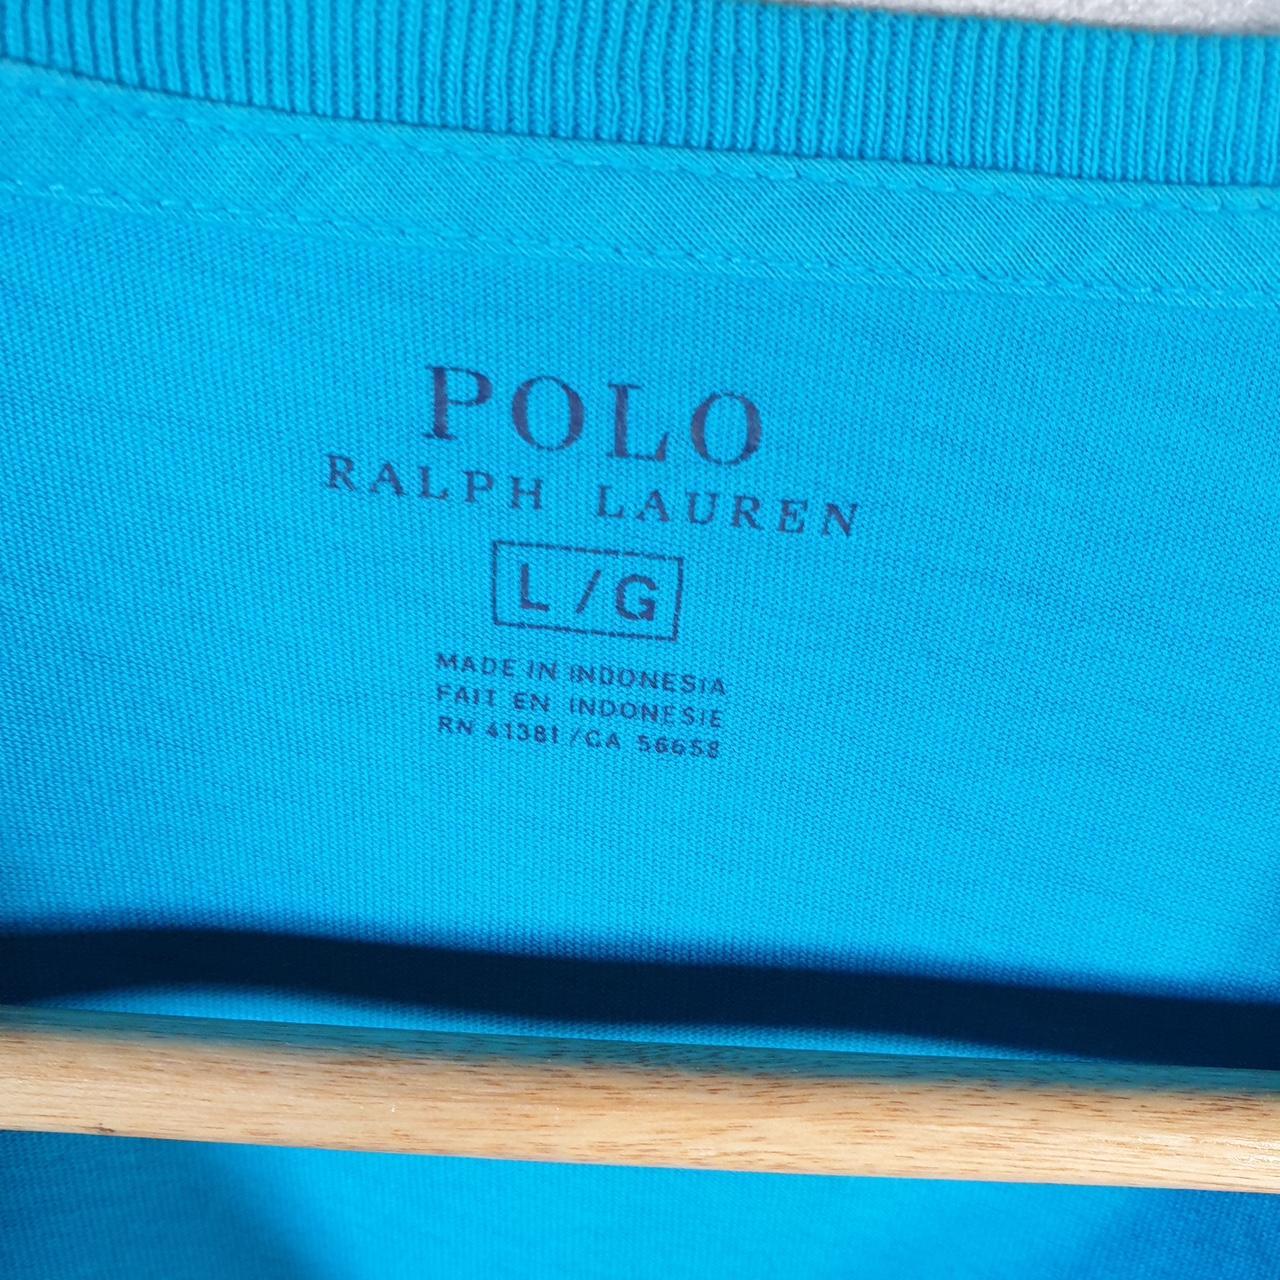 POLO
RALPH LAUREN
L/G
MADE IN INDONESIA
FAIT EN INDONESIE
RN 41381/CA 56658